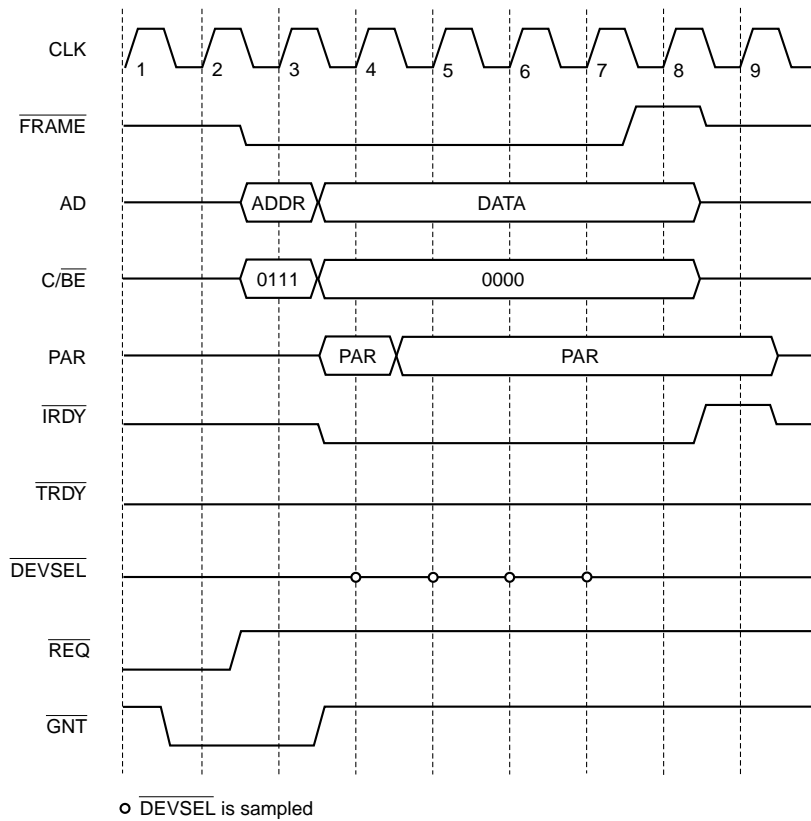 CLK
1 2 3 4 5 6 7 8 9
FRAME
AD
ADDR DATA
C/BE
0111 0000
PAR
PAR PAR
IRDY
TRDY
DEVSEL
REQ
GNT
DEVSEL is sampled